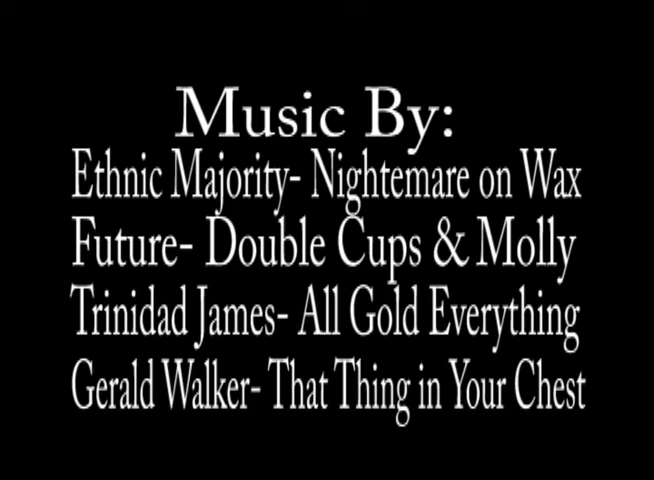 Music By:
Ethnic Majority- Nightemare on Wax
Future- Double Cups & Molly
Trinidad James- All Gold Everything
Gerald Walker- That Thing in Your Chest